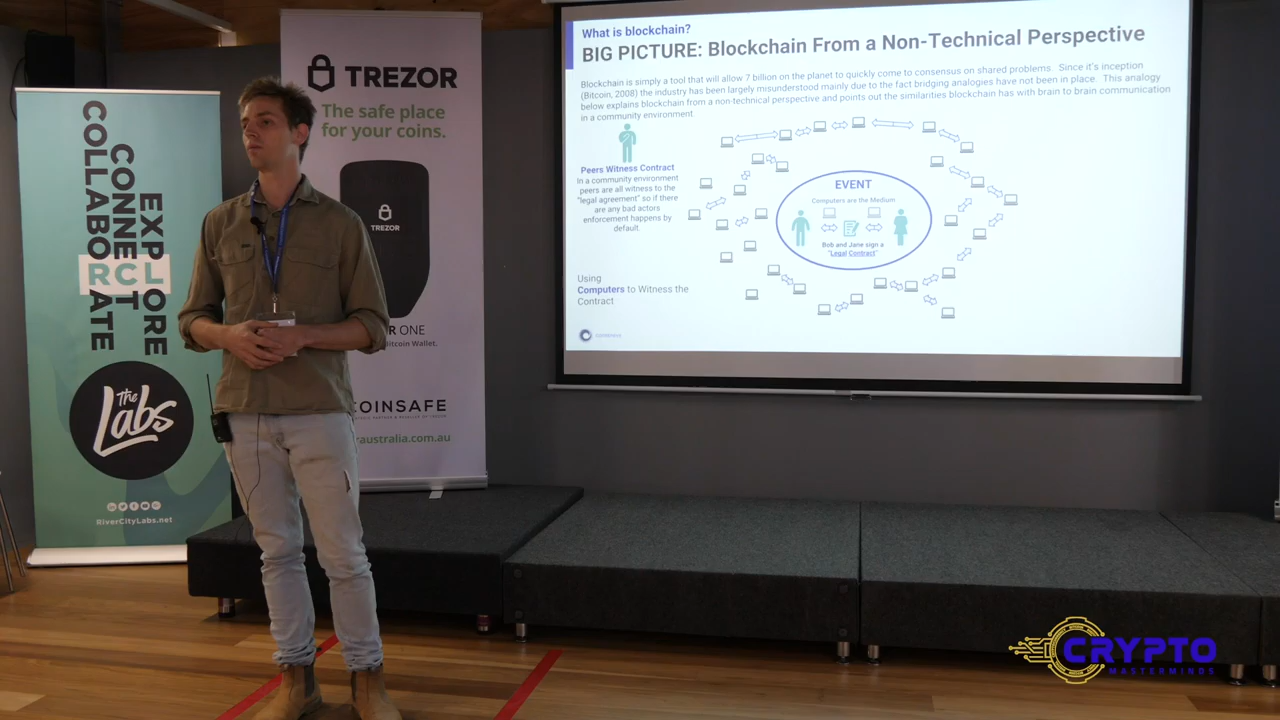 COLLABORATE
CONNECT
EXPLORE
RCL
the
Labs
RiverCityLabs.net
TREZOR
The safe place
for your coins.
TREZOR
R ONE
itcoin Wallet.
COINSAFE
raustralia.com.au
What is blockchain?
BIG PICTURE: Blockchain From a Non-Technical Perspective
Blockchain is simply a tool that will allow 7 billion on the planet to quickly come to consensus on shared problems. Since it's inception
(Bitcoin, 2008) the industry has been largely misunderstood mainly due to the fact bridging analogies have not been in place. This analogy
below explains blockchain from a non-technical perspective and points out the similarities blockchain has with brain to brain communication
in a community environment
Peers Witness Contract
In a community environment
peers are all witness to the
"legal agreement" so if there
are any bad actors
enforcement happens by
default.
EVENT
Computers are the Medium
Bob and Jane sign a
"Legal Contract"
Using
Computers to Witness the
Contract
CRYPTO
MASTERMINDS